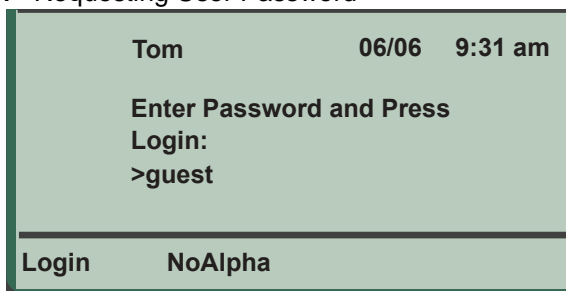 Requesting User Password
Tom 06/06 9:31 am
Enter Password and Press
Login:
>guest
Login NoAlpha